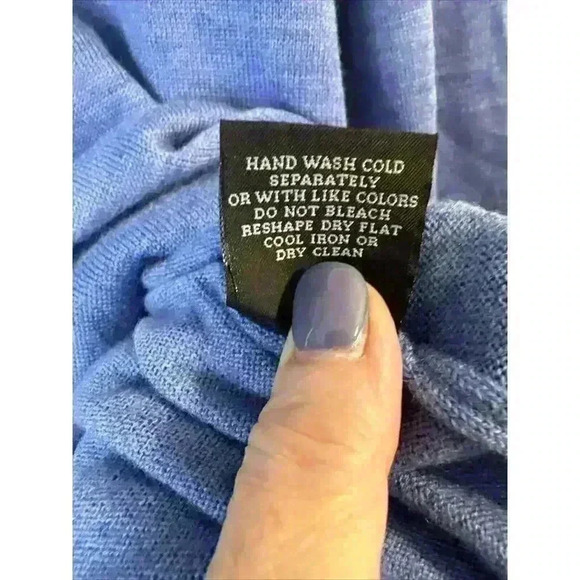 HAND WASH COLD
SEPARATELY
OR WITH LIKE COLORS
DO NOT BLEACH
RESHAPE DRY FLAT
COOL IRON OR
DRY CLEAN